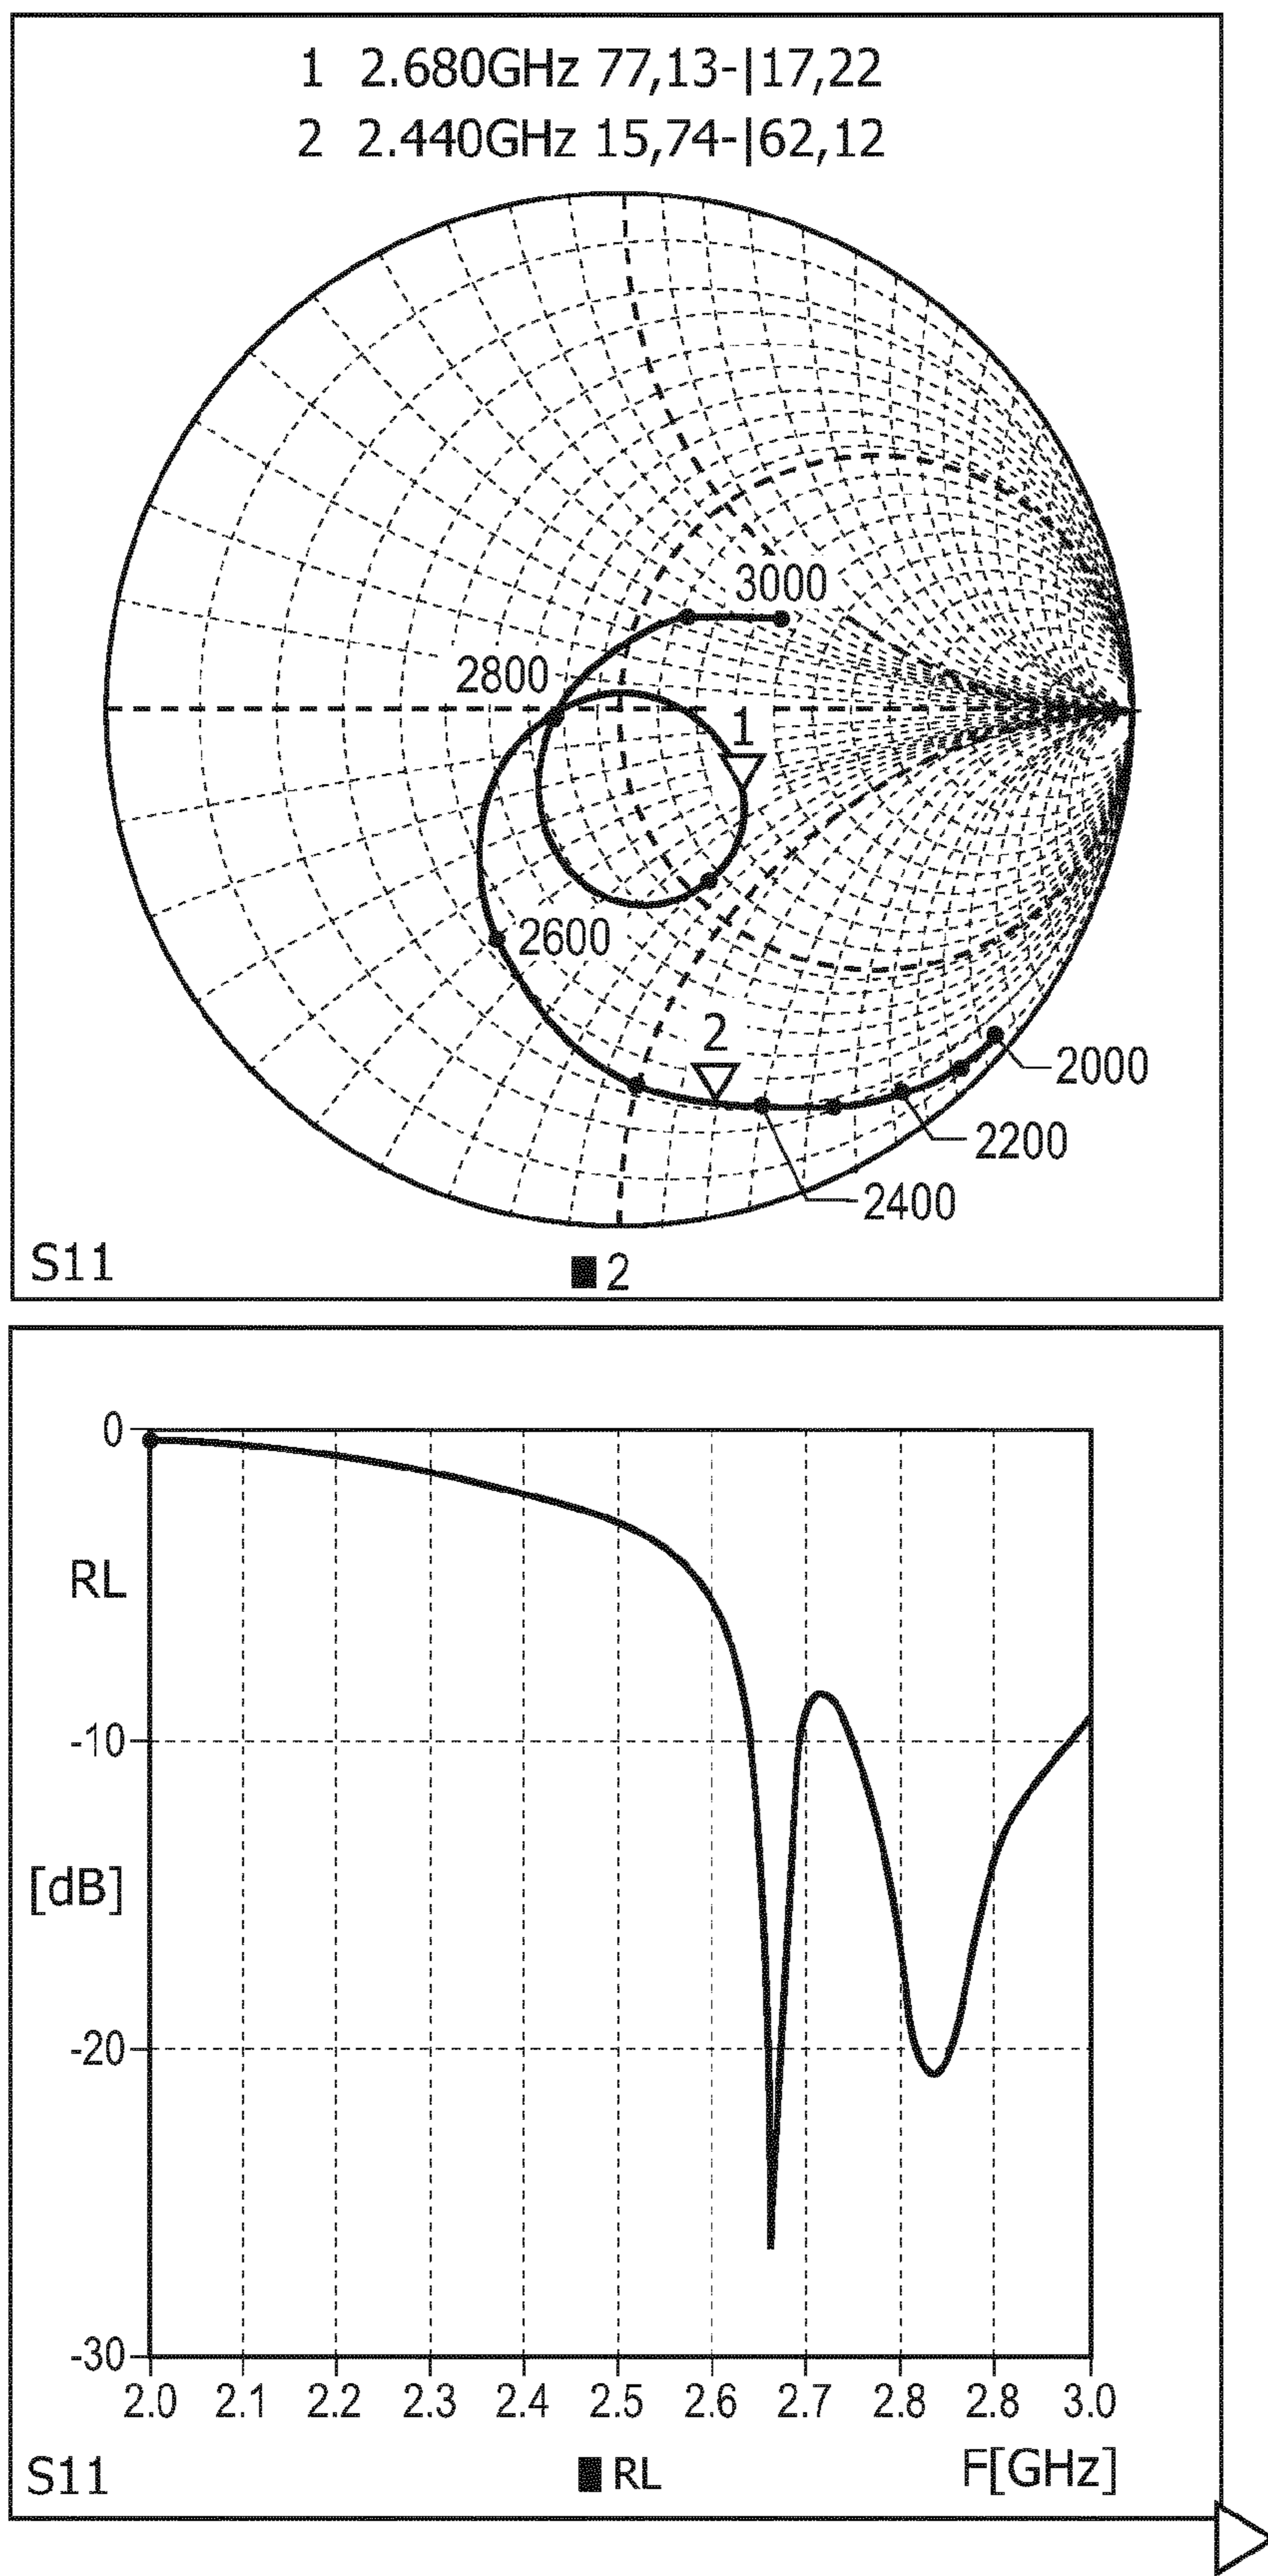 1 2.680GHz 77,13-|17,22
2 2.440GHz 15,74-|62,12
3000
2800
1
2600
2
2000
2200
2400
S11
2
0
RL
-10
[dB]
-20
-30
2.0 2.1 2.2 2.3 2.4 2.5 2.6 2.7 2.8 2.8 3.0
S11 RL F[GHz]